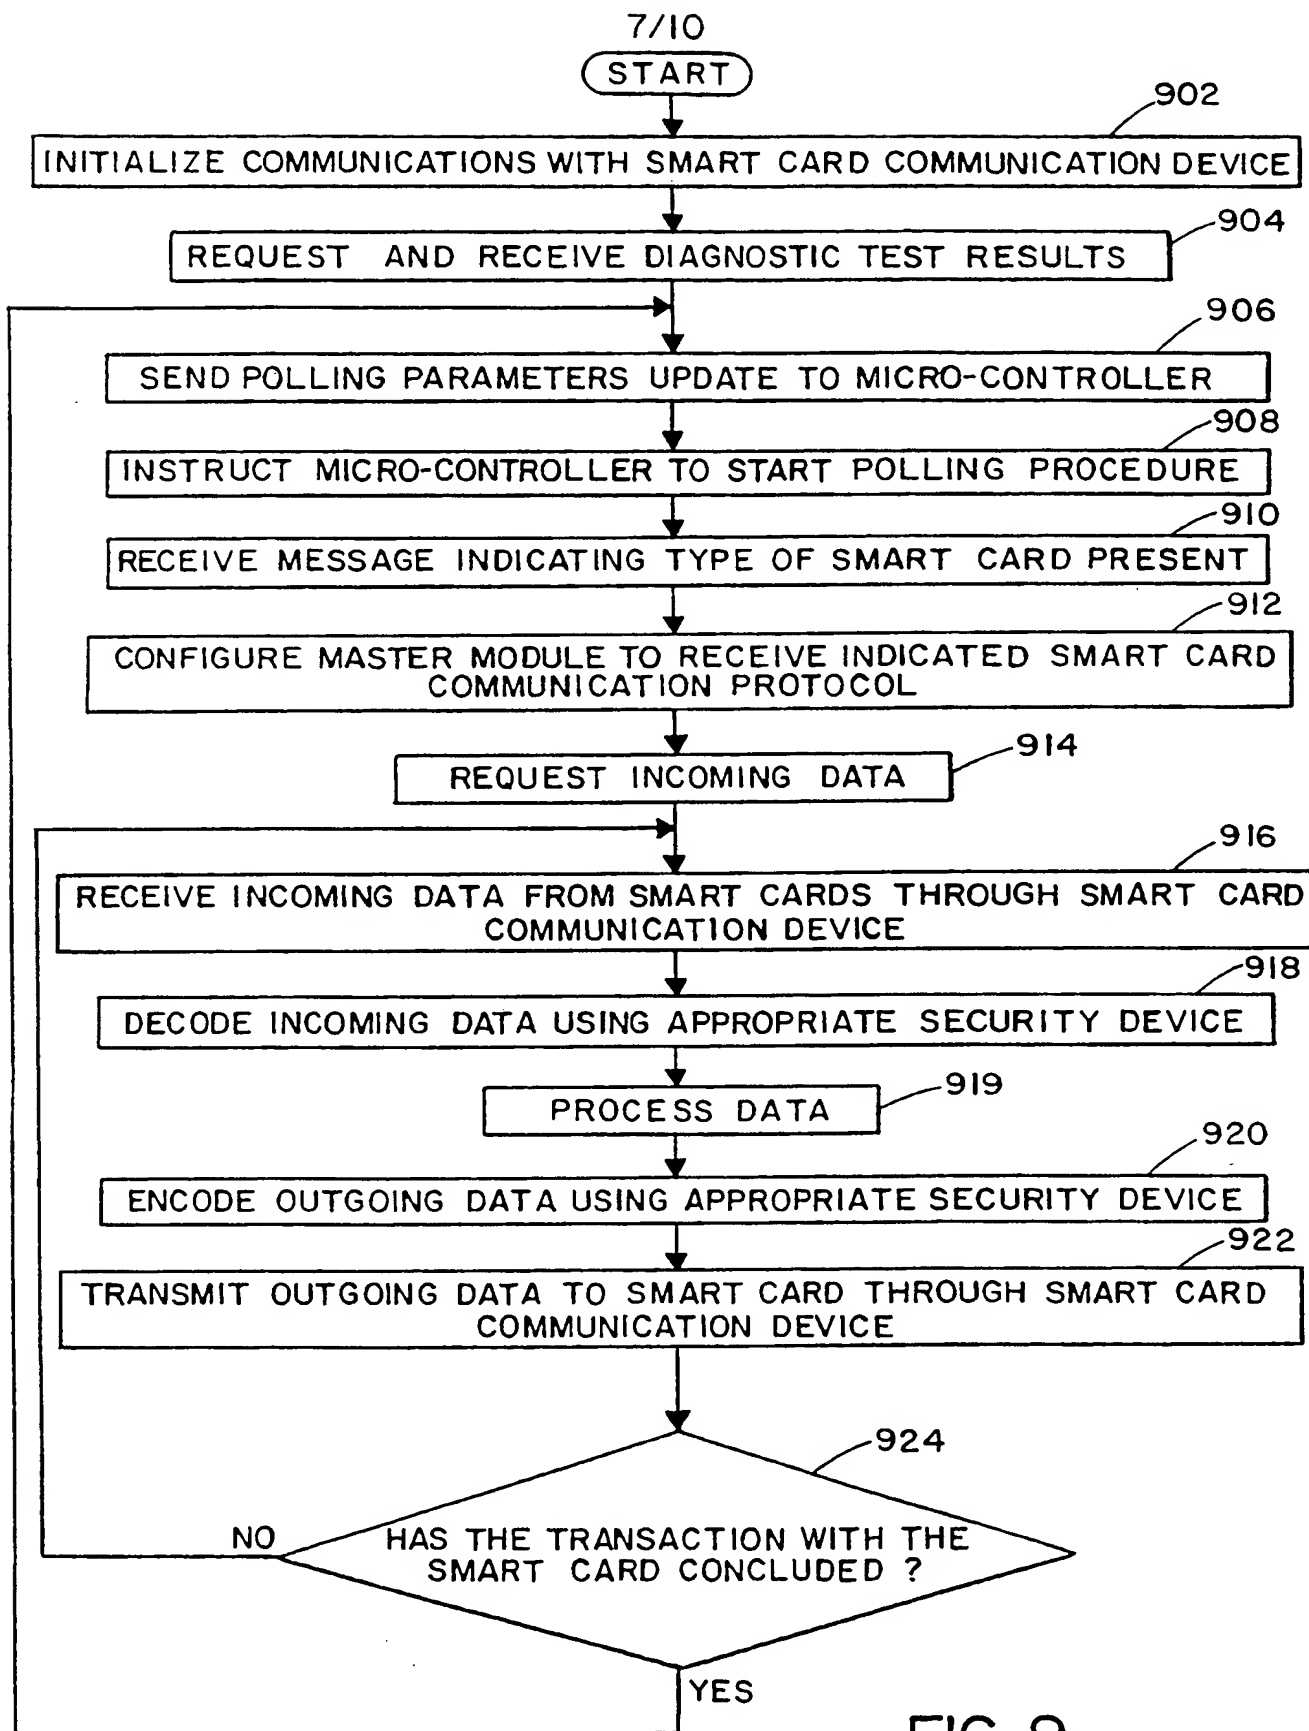 7/10
START
902
INITIALIZE COMMUNICATIONS WITH SMART CARD COMMUNICATION DEVICE
904
REQUEST AND RECEIVE DIAGNOSTIC TEST RESULTS
906
SEND POLLING PARAMETERS UPDATE TO MICRO-CONTROLLER
908
INSTRUCT MICRO-CONTROLLER TO START POLLING PROCEDURE
910
RECEIVE MESSAGE INDICATING TYPE OF SMART CARD PRESENT
912
CONFIGURE MASTER MODULE TO RECEIVE INDICATED SMART CARD
COMMUNICATION PROTOCOL
914
REQUEST INCOMING DATA
916
RECEIVE INCOMING DATA FROM SMART CARDS THROUGH SMART CARD
COMMUNICATION DEVICE
918
DECODE INCOMING DATA USING APPROPRIATE SECURITY DEVICE
919
PROCESS DATA
920
ENCODE OUTGOING DATA USING APPROPRIATE SECURITY DEVICE
922
TRANSMIT OUTGOING DATA TO SMART CARD THROUGH SMART CARD
COMMUNICATION DEVICE
924
NO
HAS THE TRANSACTION WITH THE
SMART CARD CONCLUDED ?
YES
FIG. 9